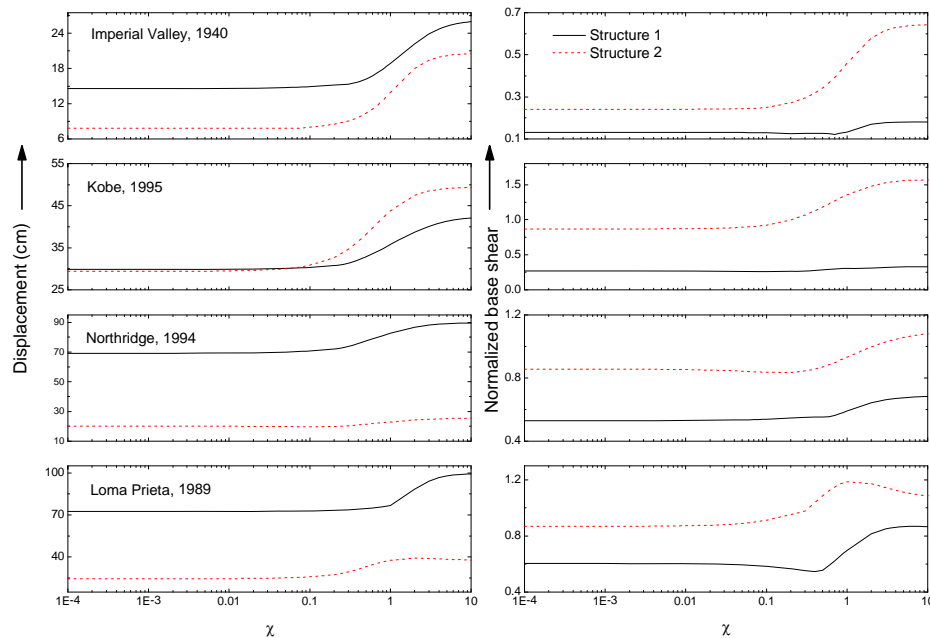 Displacement (cm)
Imperial Valley, 1940
24
18
12
6
Kobe, 1995
55
45
35
25
Northridge, 1994
90
70
50
30
10
Loma Prieta, 1989
100
70
40
1E-4
1E-3
0.01
0.1
1
10
χ
Normalized base shear
Structure 1
Structure 2
0.7
0.5
0.3
0.1
1.5
1.0
0.5
0.0
1.2
0.8
0.4
1.2
0.9
0.6
1E-4
1E-3
0.01
0.1
1
10
χ